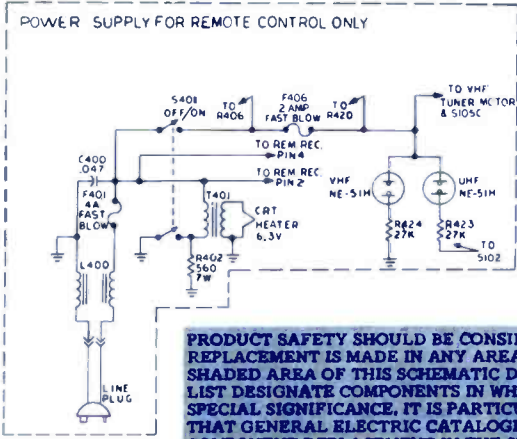 POWER SUPPLY FOR REMOTE CONTROL ONLY
S401
OFF/ON
TO
R406
F406
2 AMP
FAST BLOW
TO
R420
TO VHF
TUNER MOTOR
& S105C
TO REM REC.
PIN 4
TO REM REC.
PIN 2
C400
.047
F401
4A
FAST
BLOW
T401
CRT
HEATER
6.3V
VHF
NE-51H
UHF
NE-51H
R424
27K
R423
27K
TO
S102
R402
560
7W
L400
LINE
PLUG
PRODUCT SAFETY SHOULD BE
REPLACEMENT IS MADE IN ANY AREA
SHADED AREA OF THIS SCHEMATIC
LIST DESIGNATE COMPONENTS IN
SPECIAL SIGNIFICANCE, IT IS
THAT GENERAL ELECTRIC